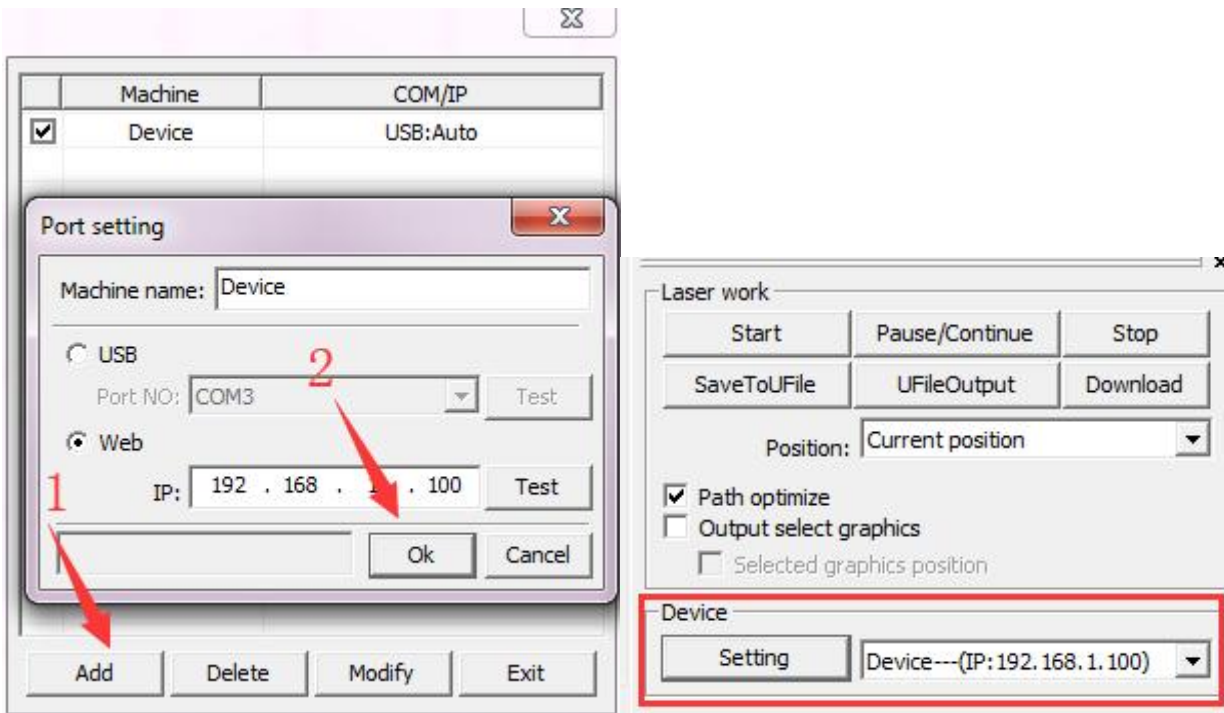 Machine COM/IP
Device USB:Auto
Port setting
Machine name: Device
USB
2
Port NO: COM3 Test
Web
1
IP: 192 . 168 . 1 . 100 Test
Ok Cancel
Add Delete Modify Exit
Laser work
Start Pause/Continue Stop
SaveToUFile UFileOutput Download
Position: Current position
Path optimize
Output select graphics
Selected graphics position
Device
Setting Device---(IP:192.168.1.100)